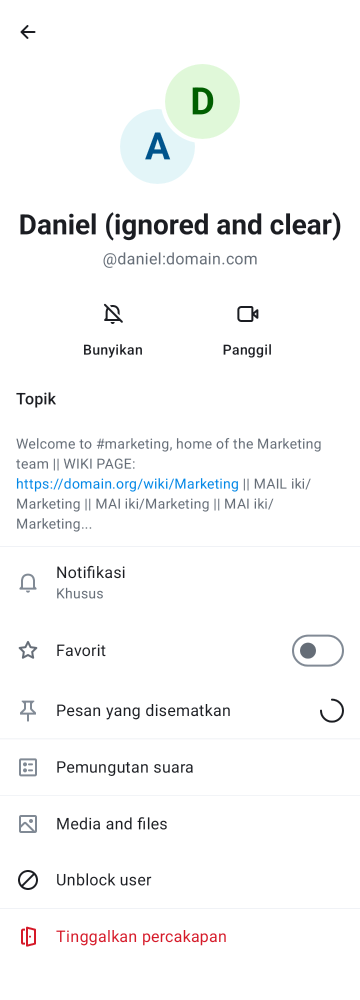 D
A
Daniel (ignored and clear)
@daniel:domain.com
Bunyikan
Panggil
Topik
Welcome to #marketing, home of the Marketing
team || WIKI PAGE:
https://domain.org/wiki/Marketing || MAIL iki/
Marketing || MAI iki/Marketing || MAI iki/
Marketing...
Notifikasi
Khusus
Favorit
Pesan yang disematkan
Pemungutan suara
Media and files
Unblock user
Tinggalkan percakapan